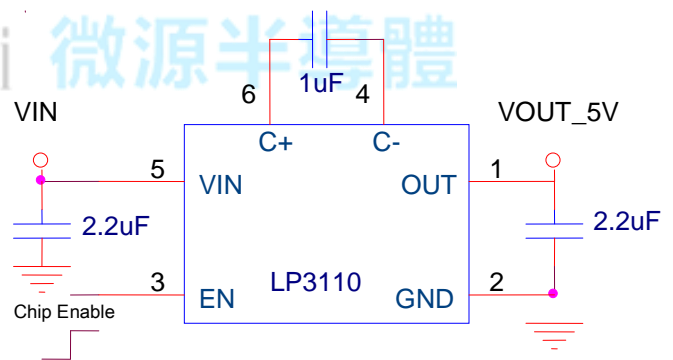 i 微源半導體
1uF
6
4
VIN
VOUT_5V
C+
C-
5
VIN
OUT
1
2.2uF
2.2uF
3
EN
LP3110
GND
2
Chip Enable